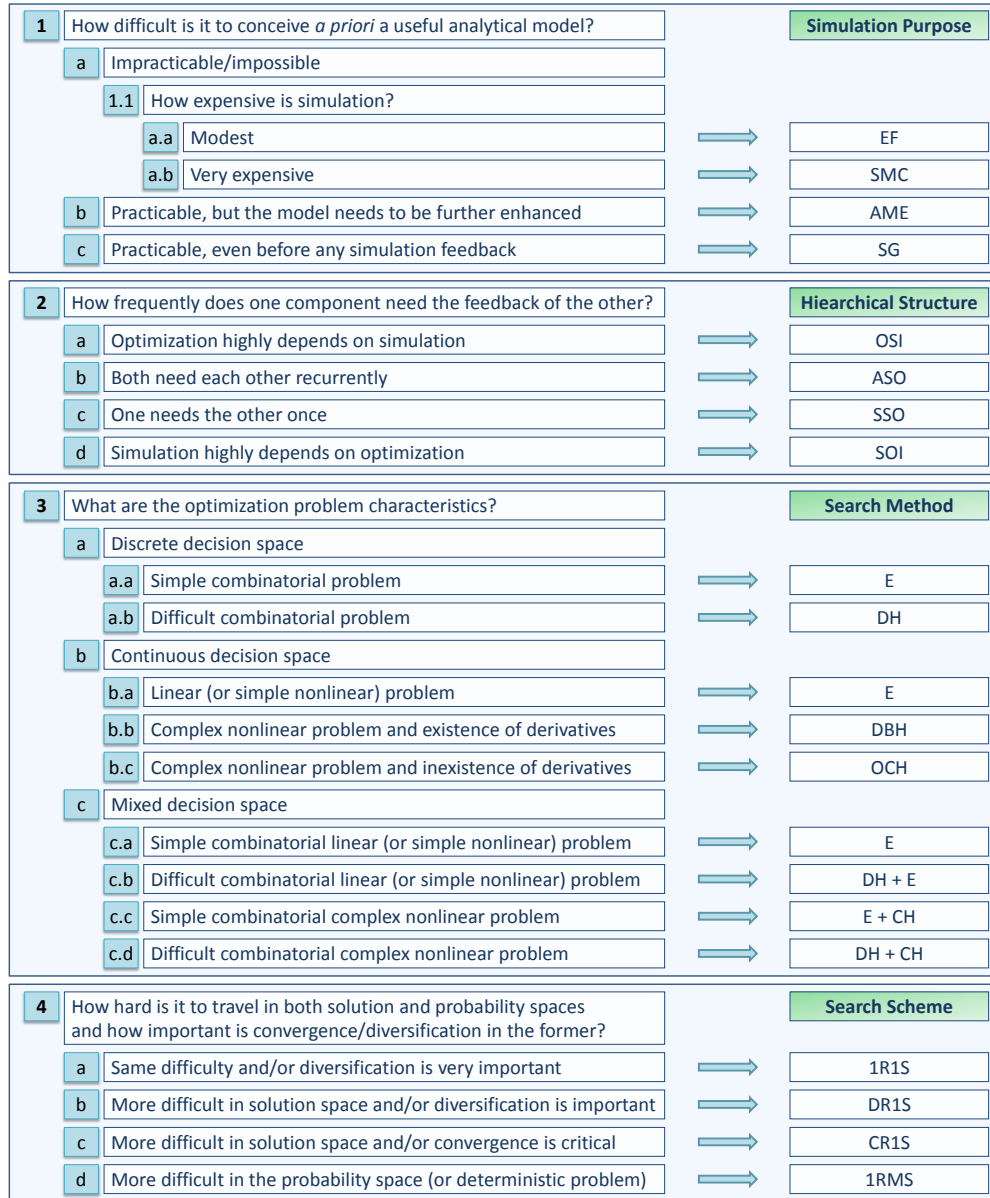 1 How difficult is it to conceive a priori a useful analytical model? Simulation Purpose
a Impracticable/impossible
1.1 How expensive is simulation?
a.a Modest EF
a.b Very expensive SMC
b Practicable, but the model needs to be further enhanced AME
c Practicable, even before any simulation feedback SG
2 How frequently does one component need the feedback of the other? Hiearchical Structure
a Optimization highly depends on simulation OSI
b Both need each other recurrently ASO
c One needs the other once SSO
d Simulation highly depends on optimization SOI
3 What are the optimization problem characteristics? Search Method
a Discrete decision space
a.a Simple combinatorial problem E
a.b Difficult combinatorial problem DH
b Continuous decision space
b.a Linear (or simple nonlinear) problem E
b.b Complex nonlinear problem and existence of derivatives DBH
b.c Complex nonlinear problem and inexistence of derivatives OCH
c Mixed decision space
c.a Simple combinatorial linear (or simple nonlinear) problem E
c.b Difficult combinatorial linear (or simple nonlinear) problem DH + E
c.c Simple combinatorial complex nonlinear problem E + CH
c.d Difficult combinatorial complex nonlinear problem DH + CH
4 How hard is it to travel in both solution and probability spaces Search Scheme
and how important is convergence/diversification in the former?
a Same difficulty and/or diversification is very important 1R1S
b More difficult in solution space and/or diversification is important DR1S
c More difficult in solution space and/or convergence is critical CR1S
d More difficult in the probability space (or deterministic problem) 1RMS